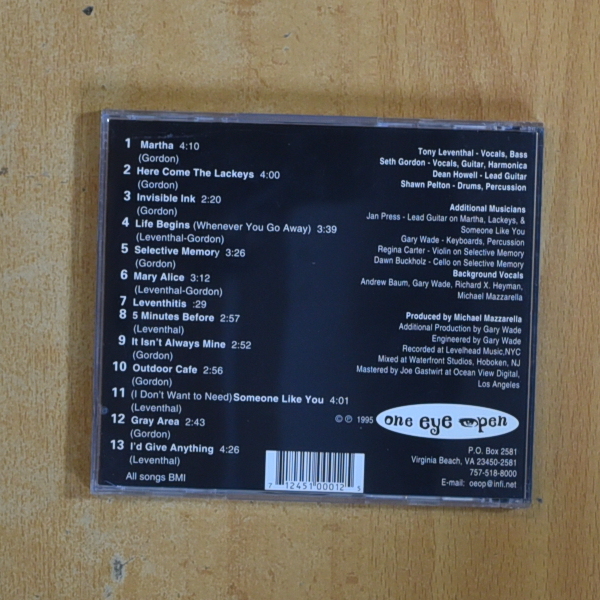 1 Martha 4:10
(Gordon)
2 Here Come The Lackeys 4:00
(Gordon)
3 Invisible Ink 2:20
(Gordon)
4 Life Begins (Whenever You Go Away) 3:39
(Leventhal-Gordon)
5 Selective Memory 3:26
(Gordon)
6 Mary Alice 3:12
(Leventhal-Gordon)
7 Leventhitis :29
8 5 Minutes Before 2:57
(Leventhal)
9 It Isn't Always Mine 2:52
(Gordon)
10 Outdoor Cafe 2:56
(Gordon)
11 (I Don't Want to Need) Someone Like You 4:01
(Leventhal)
12 Gray Area 2:43
(Gordon)
13 I'd Give Anything 4:26
(Leventhal)
All songs BMI
7 12451 00012 5
Tony Leventhal - Vocals, Bass
Seth Gordon - Vocals, Guitar, Harmonica
Dean Howell - Lead Guitar
Shawn Pelton - Drums, Percussion
Additional Musicians
Jan Press - Lead Guitar on Martha, Lackeys, &
Someone Like You
Gary Wade - Keyboards, Percussion
Regina Carter - Violin on Selective Memory
Dawn Buckholz - Cello on Selective Memory
Background Vocals
Andrew Baum, Gary Wade, Richard X. Heyman,
Michael Mazzarella
Produced by Michael Mazzarella
Additional Production by Gary Wade
Engineered by Gary Wade
Recorded at Levelhead Music,NYC
Mixed at Waterfront Studios, Hoboken, NJ
Mastered by Joe Gastwirt at Ocean View Digital,
Los Angeles
© ℗ 1995 one eye open
P.O. Box 2581
Virginia Beach, VA 23450-2581
757-518-8000
E-mail: oeop@infi.net